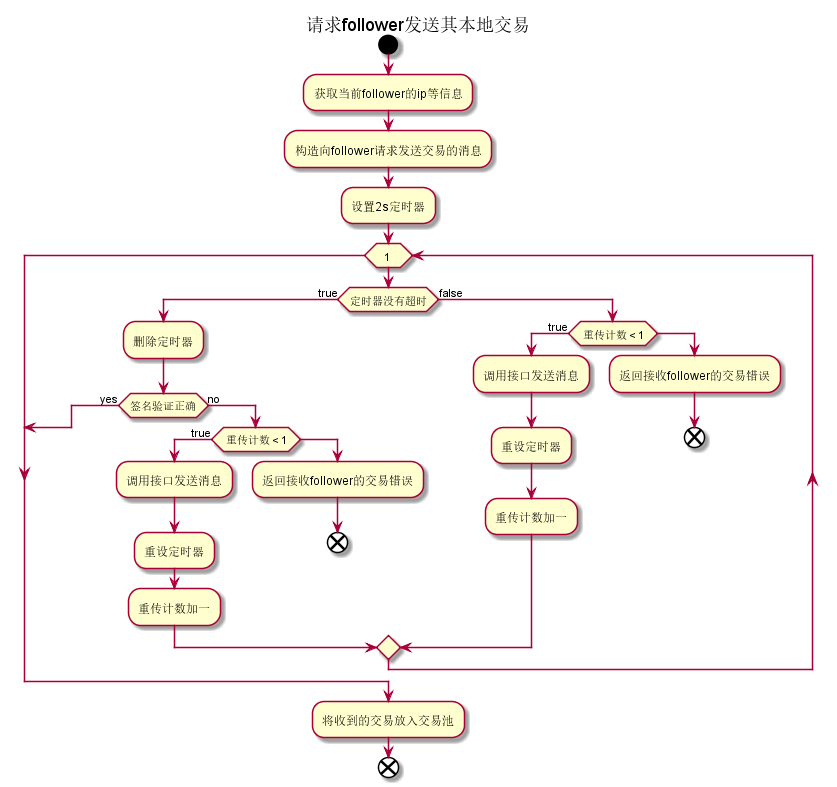 请求follower发送其本地交易
获取当前follower的ip等信息
构造向follower请求发送交易的消息
设置2s定时器
1
true
定时器没有超时
false
删除定时器
yes
签名验证正确
no
true
重传计数 < 1
调用接口发送消息
返回接收follower的交易错误
重设定时器
重传计数加一
true
重传计数 < 1
调用接口发送消息
返回接收follower的交易错误
重设定时器
重传计数加一
将收到的交易放入交易池